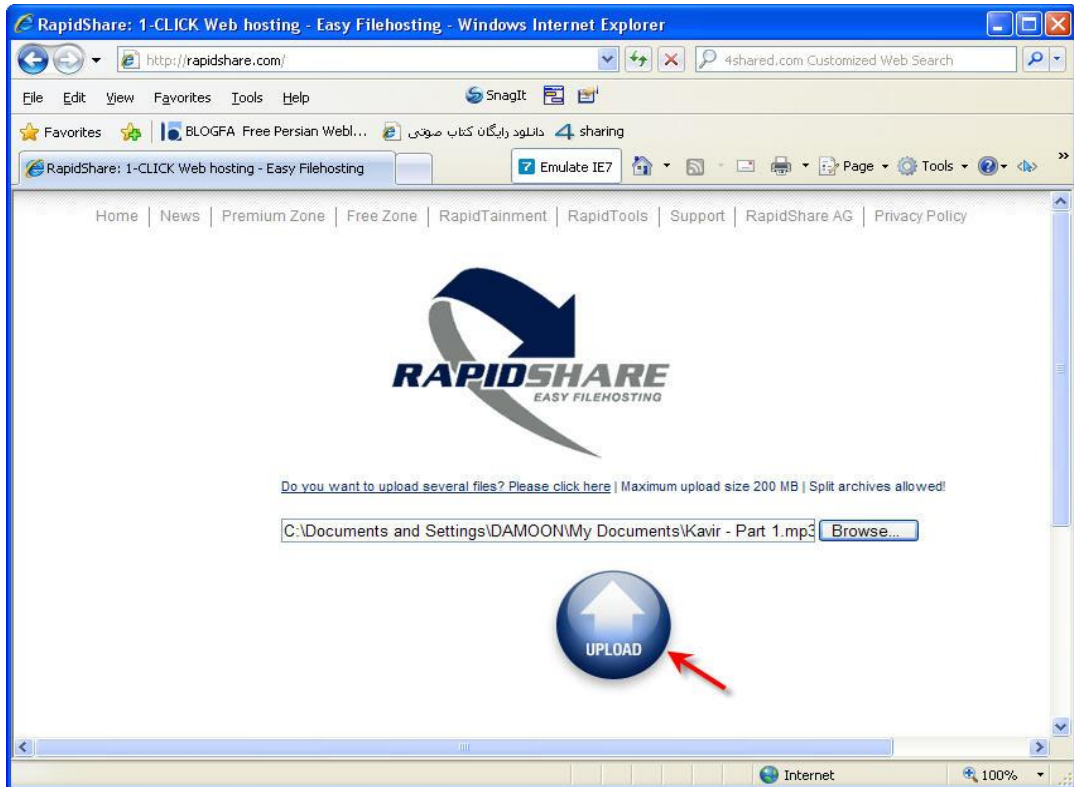 RapidShare: 1-CLICK Web hosting - Easy Filehosting - Windows Internet Explorer
http://rapidshare.com/ 4shared.com Customized Web Search
File Edit View Favorites Tools Help SnagIt
Favorites BLOGFA Free Persian Webl... دانلود رایگان کتاب صوتی 4 sharing
RapidShare: 1-CLICK Web hosting - Easy Filehosting 7 Emulate IE7 Page Tools
Home | News | Premium Zone | Free Zone | RapidTainment | RapidTools | Support | RapidShare AG | Privacy Policy
RAPIDSHARE
EASY FILEHOSTING
Do you want to upload several files? Please click here | Maximum upload size 200 MB | Split archives allowed!
C:\Documents and Settings\DAMOON\My Documents\Kavir - Part 1.mp3 Browse...
UPLOAD
Internet 100%